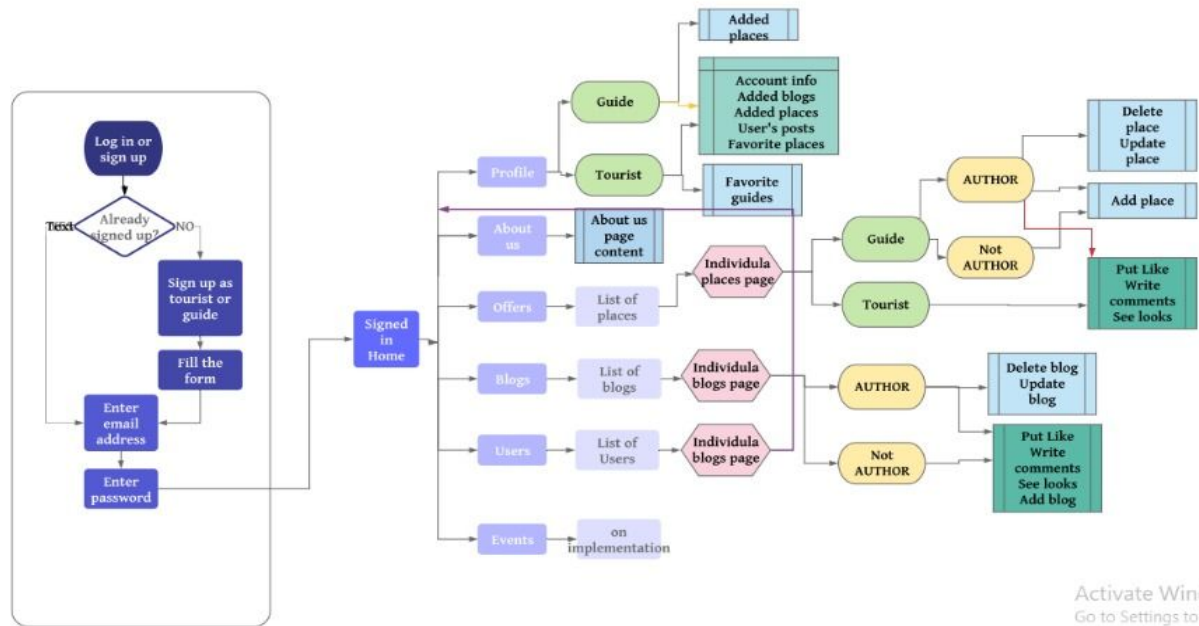 Log in or
sign up
Already
signed up?
NO
Sign up as
tourist or
guide
Fill the
form
Enter
email
address
Enter
password
Signed
in
Home
Profile
About
us
Offers
Blogs
Users
Events
Guide
Tourist
Added
places
Account info
Added blogs
Added places
User's posts
Favorite places
Favorite
guides
About us
page
content
List of
places
List of
blogs
List of
Users
on
implementation
Individula
places page
Individula
blogs page
Individula
blogs page
Guide
Tourist
AUTHOR
Not
AUTHOR
Delete
place
Update
place
Add place
Put Like
Write
comments
See looks
AUTHOR
Not
AUTHOR
Delete blog
Update
blog
Put Like
Write
comments
See looks
Add blog
Activate Win
Go to Settings to